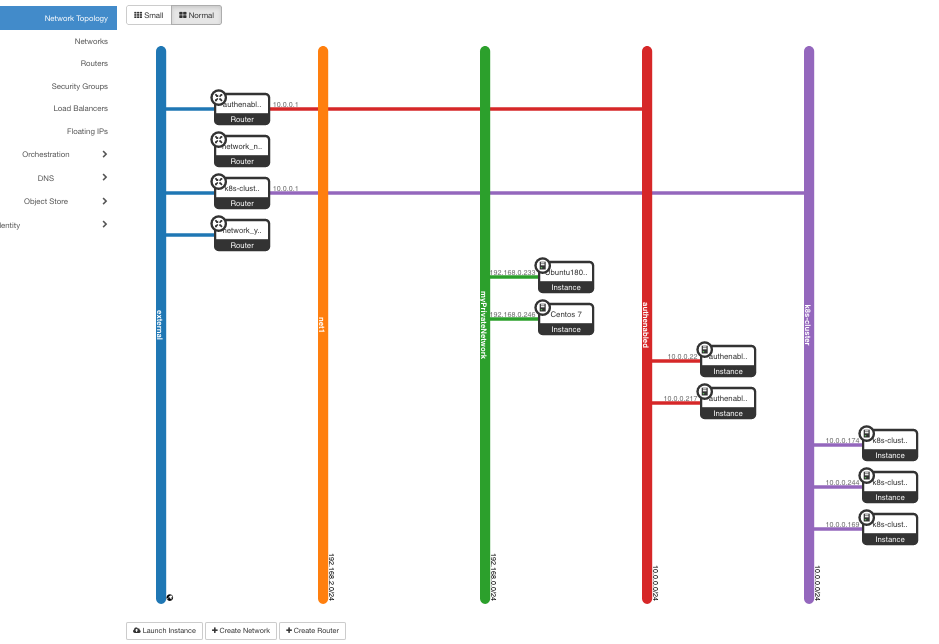 Network Topology
Networks
Routers
Security Groups
Load Balancers
Floating IPs
Orchestration
DNS
Object Store
Identity
Small
Normal
authenabl..
Router
10.0.0.1
network_n..
Router
k8s-clust..
Router
10.0.0.1
network_y..
Router
external
net1
192.168.2.0/24
myPrivateNetwork
192.168.0.0/24
192.168.0.233
Ubuntu180..
Instance
192.168.0.246
Centos 7
Instance
authenabled
10.0.0.0/24
10.0.0.22
authenabl..
Instance
10.0.0.217
authenabl..
Instance
k8s-cluster
10.0.0.0/24
10.0.0.174
k8s-clust..
Instance
10.0.0.244
k8s-clust..
Instance
10.0.0.169
k8s-clust..
Instance
Launch Instance
Create Network
Create Router